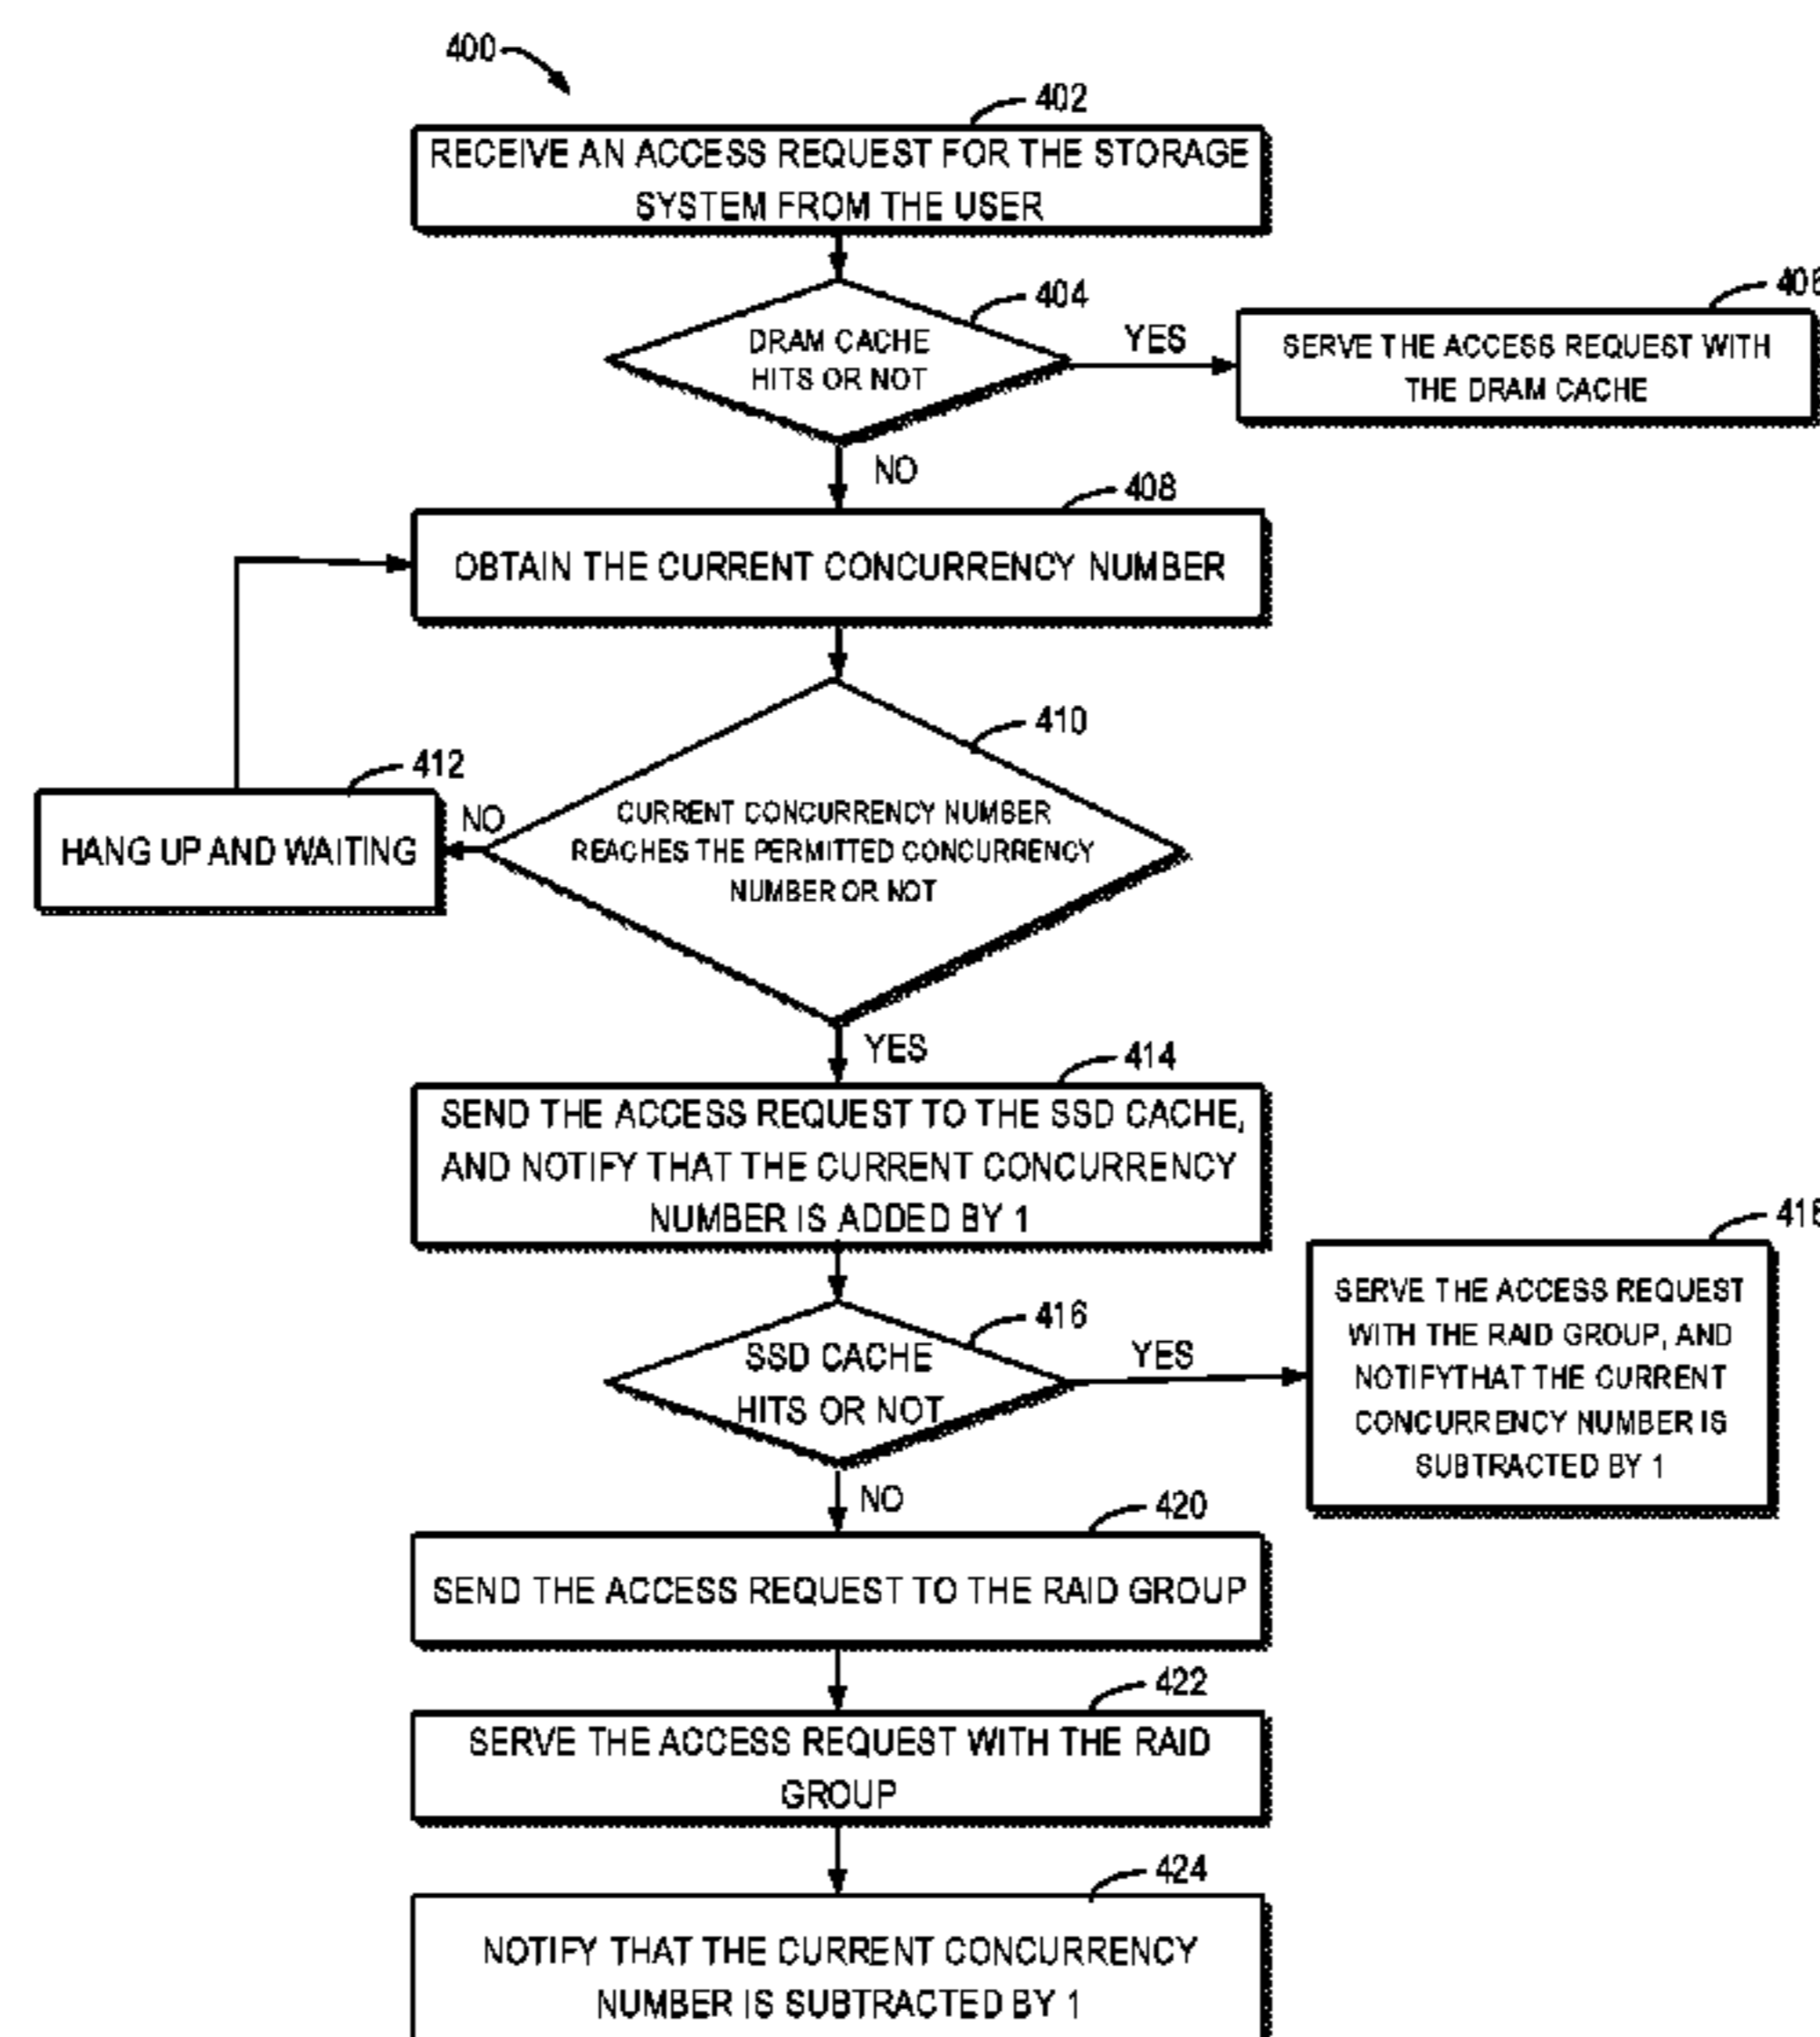 400
402
RECEIVE AN ACCESS REQUEST FOR THE STORAGE
SYSTEM FROM THE USER
404
DRAM CACHE
HITS OR NOT
YES
406
SERVE THE ACCESS REQUEST WITH
THE DRAM CACHE
NO
408
OBTAIN THE CURRENT CONCURRENCY NUMBER
410
CURRENT CONCURRENCY NUMBER
REACHES THE PERMITTED CONCURRENCY
NUMBER OR NOT
NO
412
HANG UP AND WAITING
YES
414
SEND THE ACCESS REQUEST TO THE SSD CACHE,
AND NOTIFY THAT THE CURRENT CONCURRENCY
NUMBER IS ADDED BY 1
416
SSD CACHE
HITS OR NOT
YES
SERVE THE ACCESS REQUEST
WITH THE RAID GROUP, AND
NOTIFYTHAT THE CURRENT
CONCURRENCY NUMBER IS
SUBTRACTED BY 1
NO
420
SEND THE ACCESS REQUEST TO THE RAID GROUP
422
SERVE THE ACCESS REQUEST WITH THE RAID
GROUP
424
NOTIFY THAT THE CURRENT CONCURRENCY
NUMBER IS SUBTRACTED BY 1